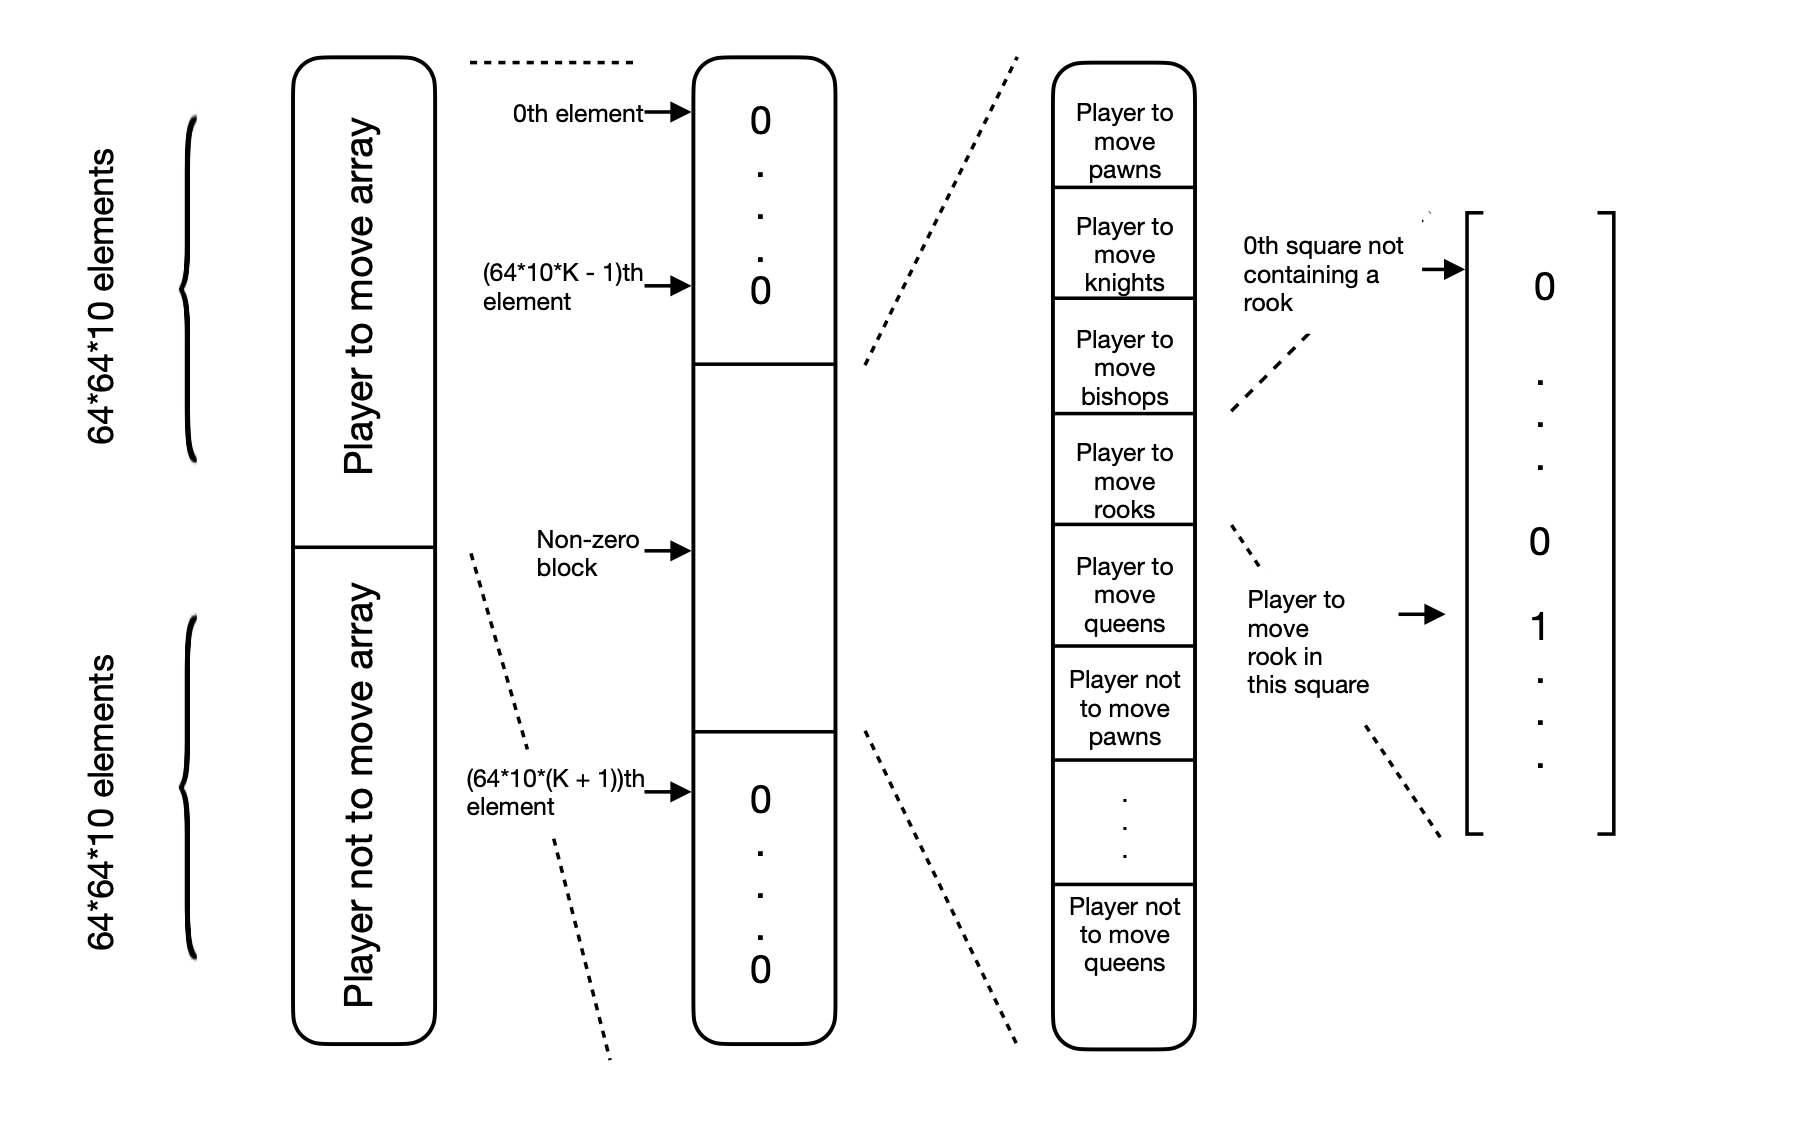 64*64*10 elements
64*64*10 elements
Player to move array
Player not to move array
0th element
(64*10*K - 1)th
element
Non-zero
block
(64*10*(K + 1))th
element
0
.
.
.
0
0
.
.
.
0
Player to
move
pawns
Player to
move
knights
Player to
move
bishops
Player to
move
rooks
Player to
move
queens
Player not
to move
pawns
.
.
.
Player not
to move
queens
0th square not
containing a
rook
Player to
move
rook in
this square
0
.
.
.
0
1
.
.
.